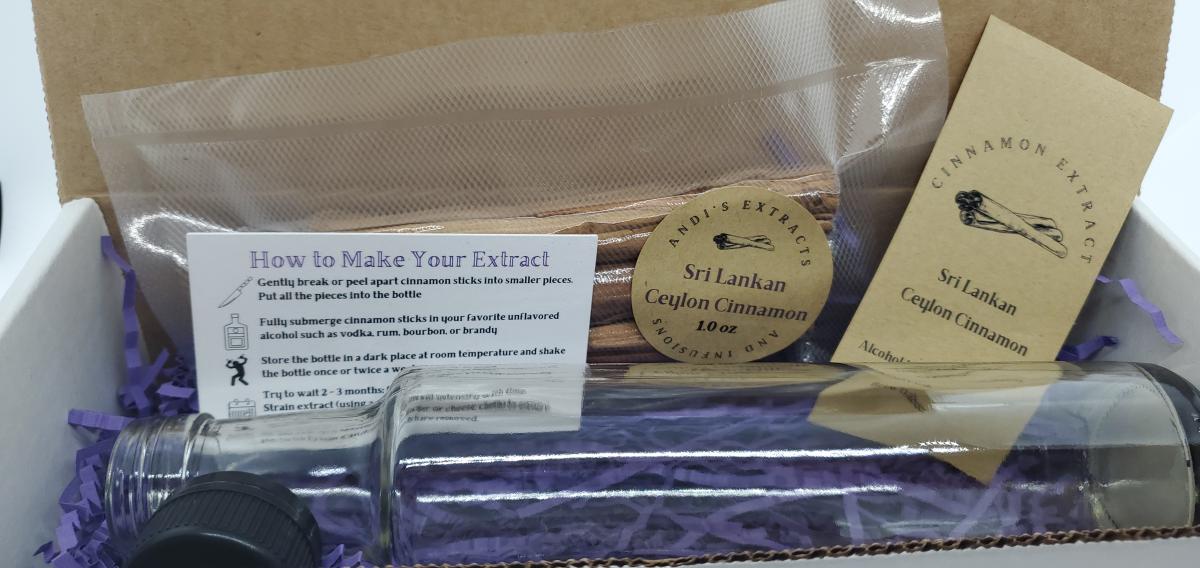 How to Make Your Extract
Gently break or peel apart cinnamon sticks into smaller pieces.
Put all the pieces into the bottle
Fully submerge cinnamon sticks in your favorite unflavored
alcohol such as vodka, rum, bourbon, or brandy
Store the bottle in a dark place at room temperature and shake
the bottle once or twice a
Try to wait 2 - 3 months;
Strain extract (using
ANDI'S EXTRACTS
Sri Lankan
Ceylon Cinnamon
1.0 oz
AND INFUSIONS
CINNAMON EXTRACT
Sri Lankan
Ceylon Cinnamon